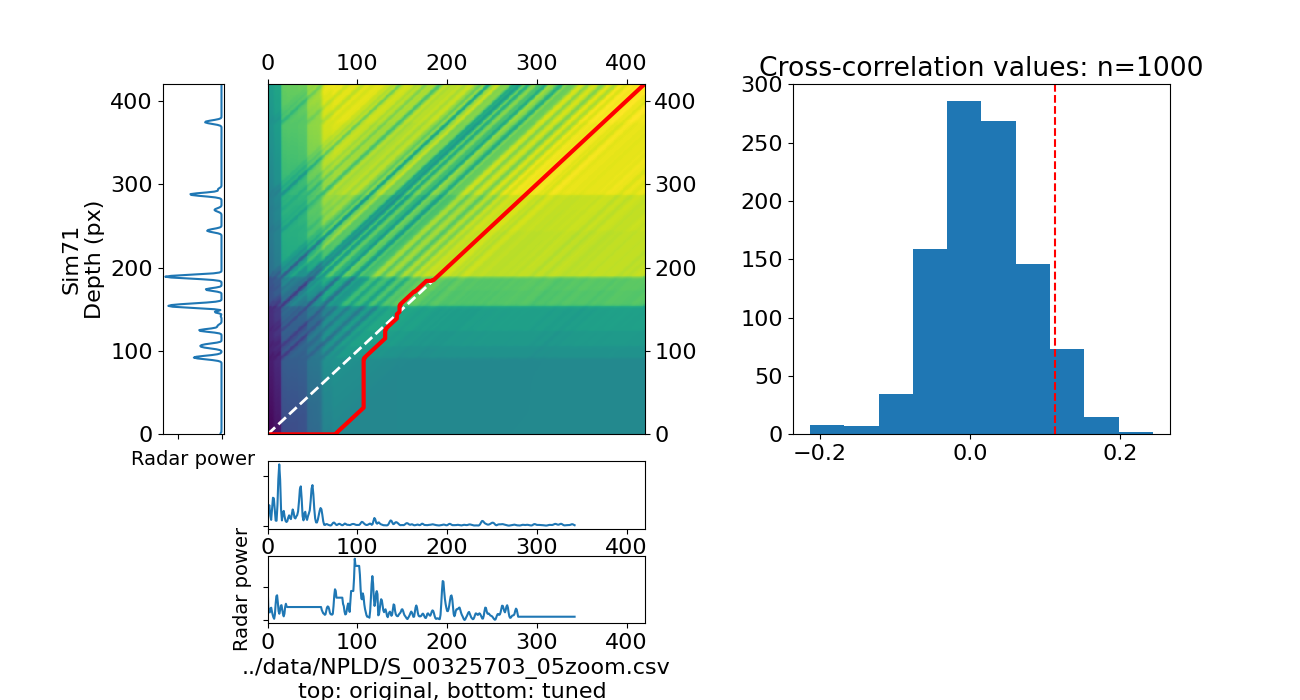 0 100 200 300 400
Cross-correlation values: n=1000
400
300
200
100
0
Sim71
Depth (px)
Radar power
400
300
200
100
0
300
250
200
150
100
50
0
−0.2 0.0 0.2
0 100 200 300 400
Radar power
0 100 200 300 400
../data/NPLD/S_00325703_05zoom.csv
top: original, bottom: tuned